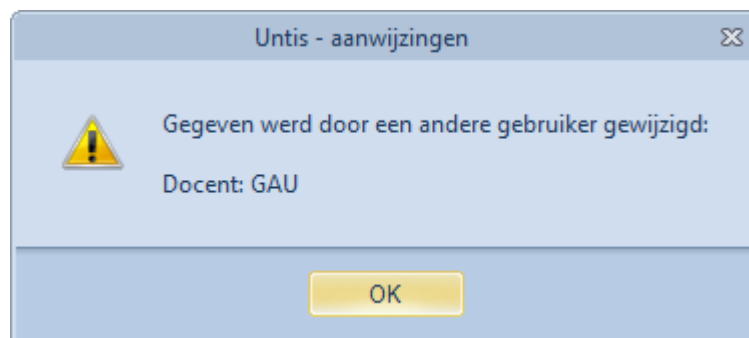 Untis - aanwijzingen
Gegeven werd door een andere gebruiker gewijzigd:
Docent: GAU
OK